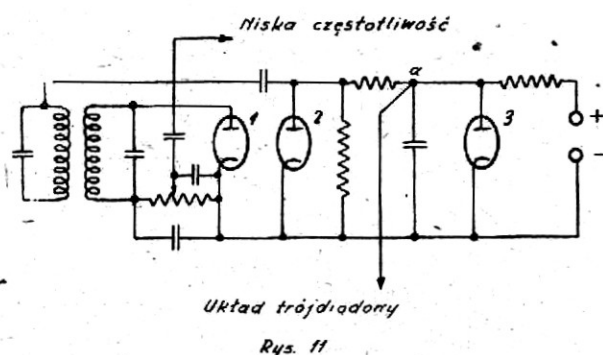 Niska częstotliwość
1
2
a
3
+
-
Układ trójdiodowy
Rys. 11